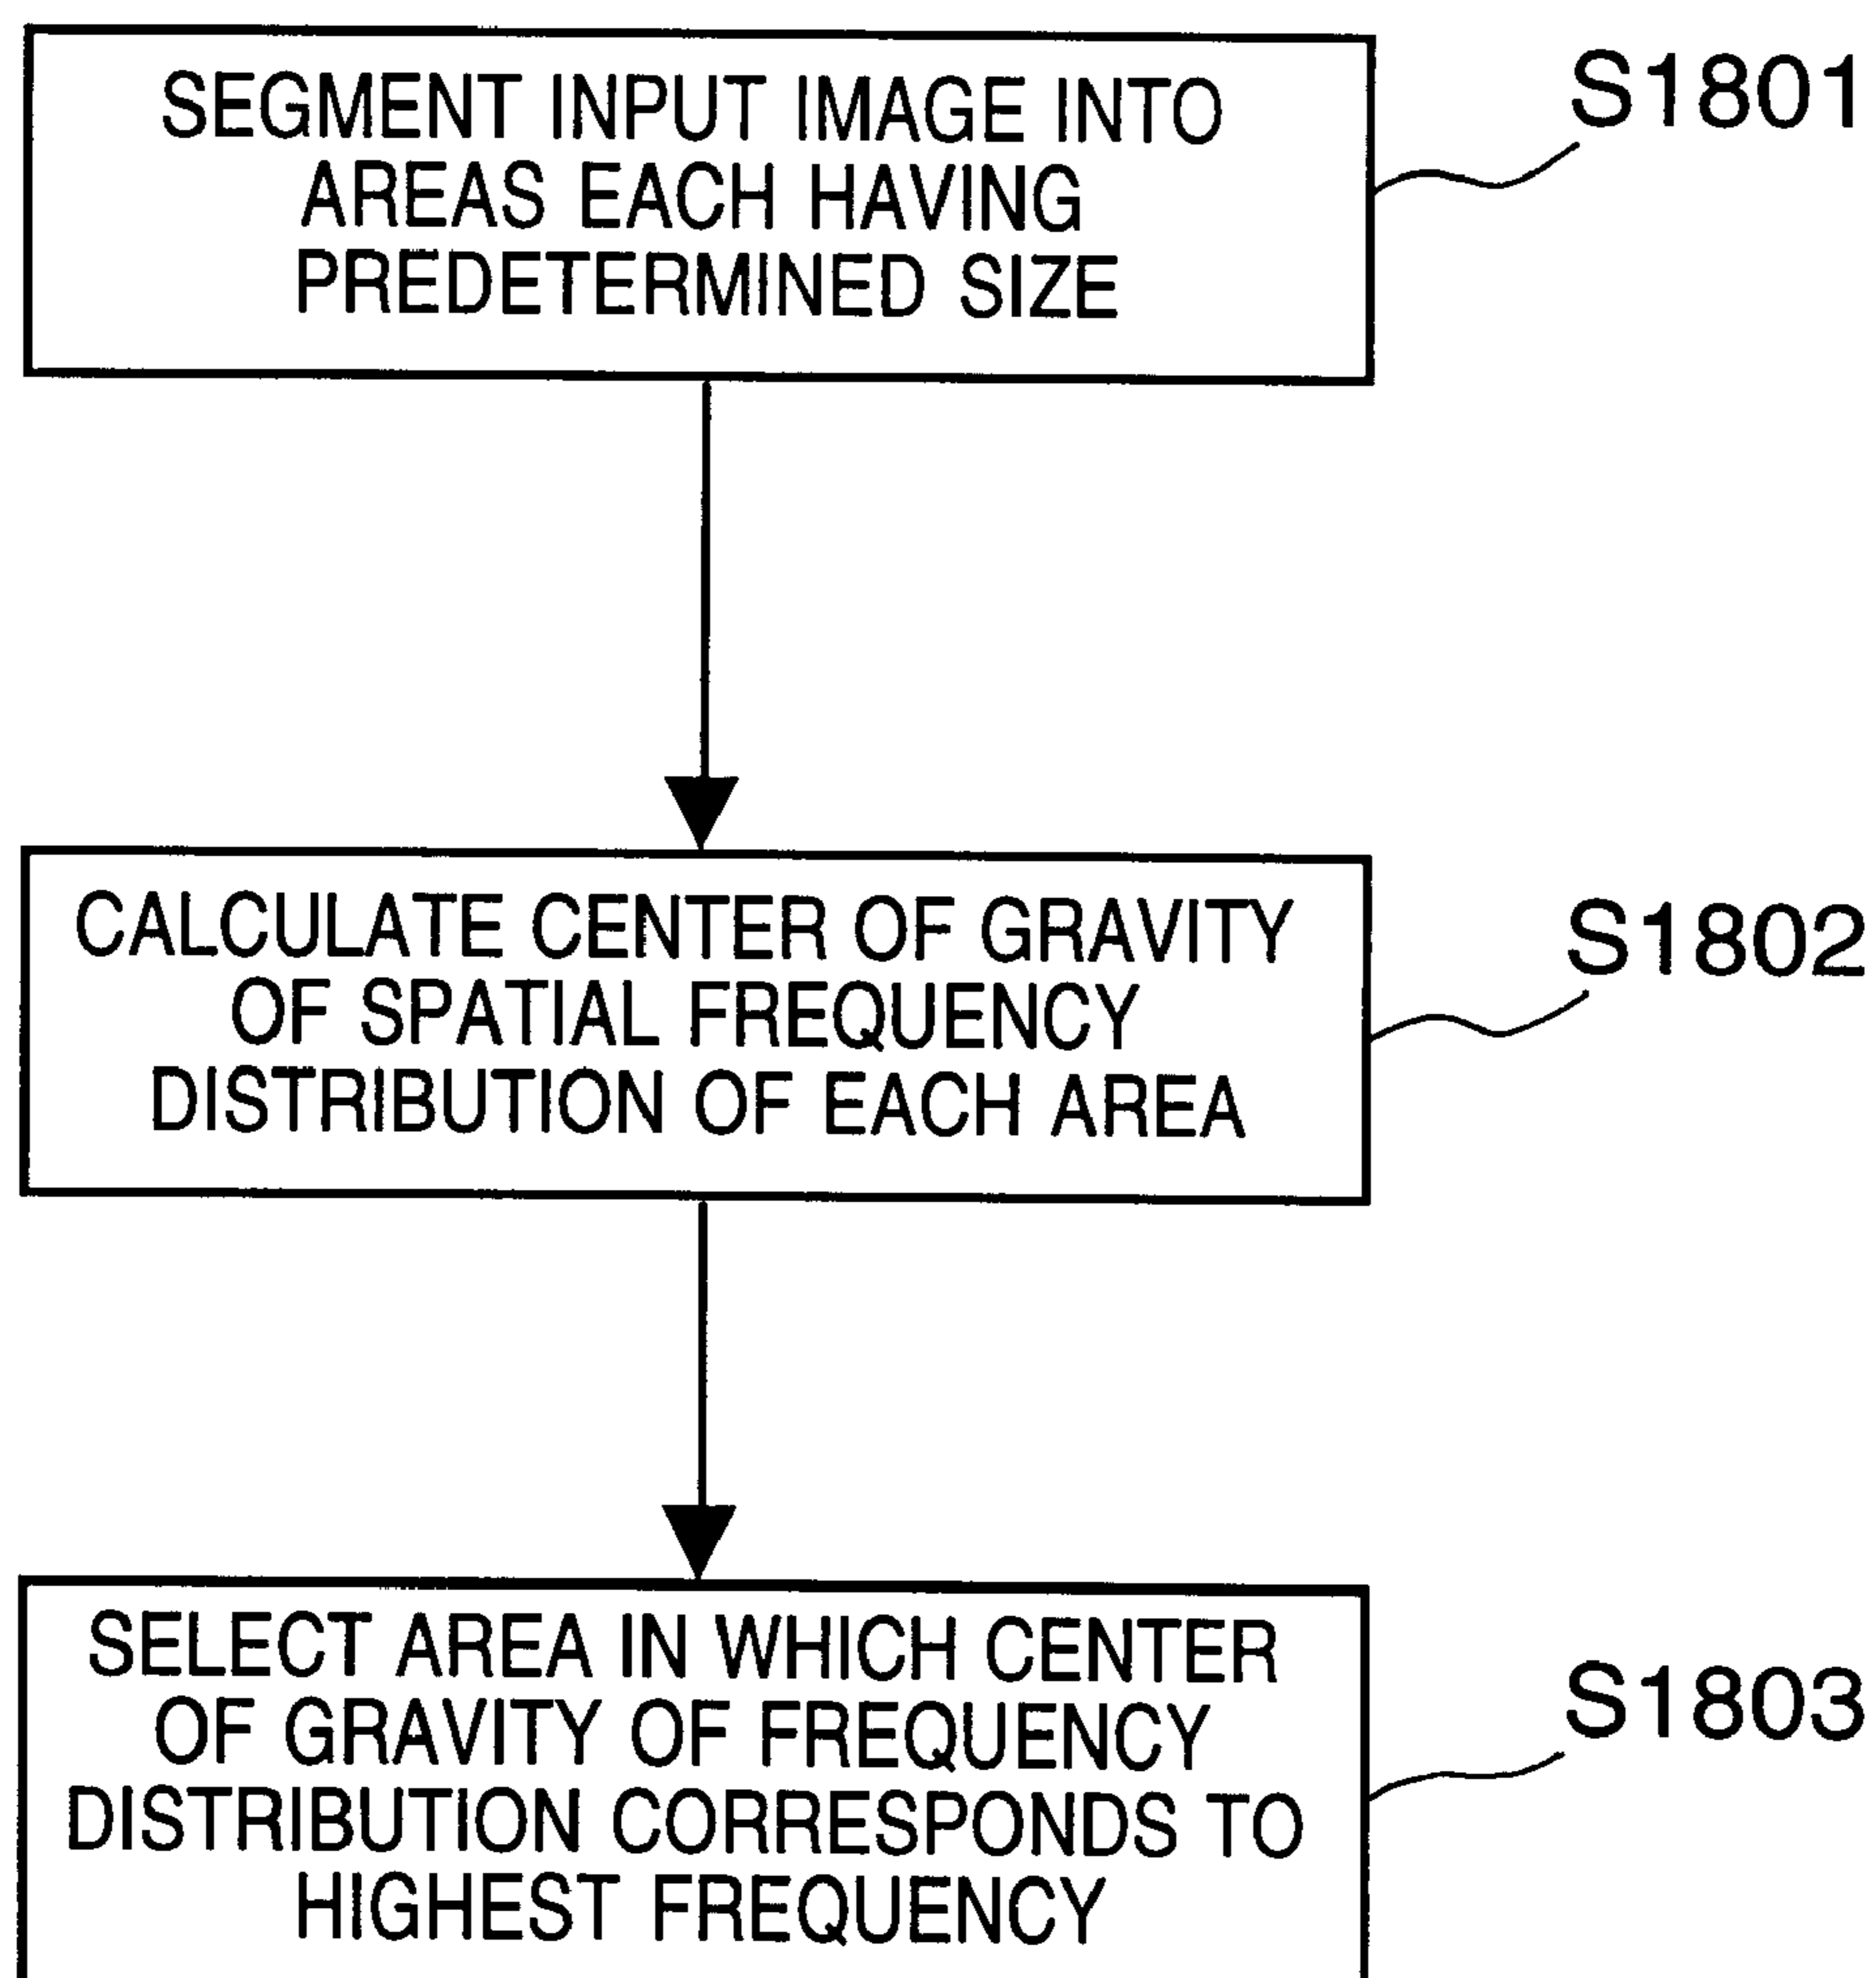 SEGMENT INPUT IMAGE INTO
AREAS EACH HAVING
PREDETERMINED SIZE
S1801
CALCULATE CENTER OF GRAVITY
OF SPATIAL FREQUENCY
DISTRIBUTION OF EACH AREA
S1802
SELECT AREA IN WHICH CENTER
OF GRAVITY OF FREQUENCY
DISTRIBUTION CORRESPONDS TO
HIGHEST FREQUENCY
S1803